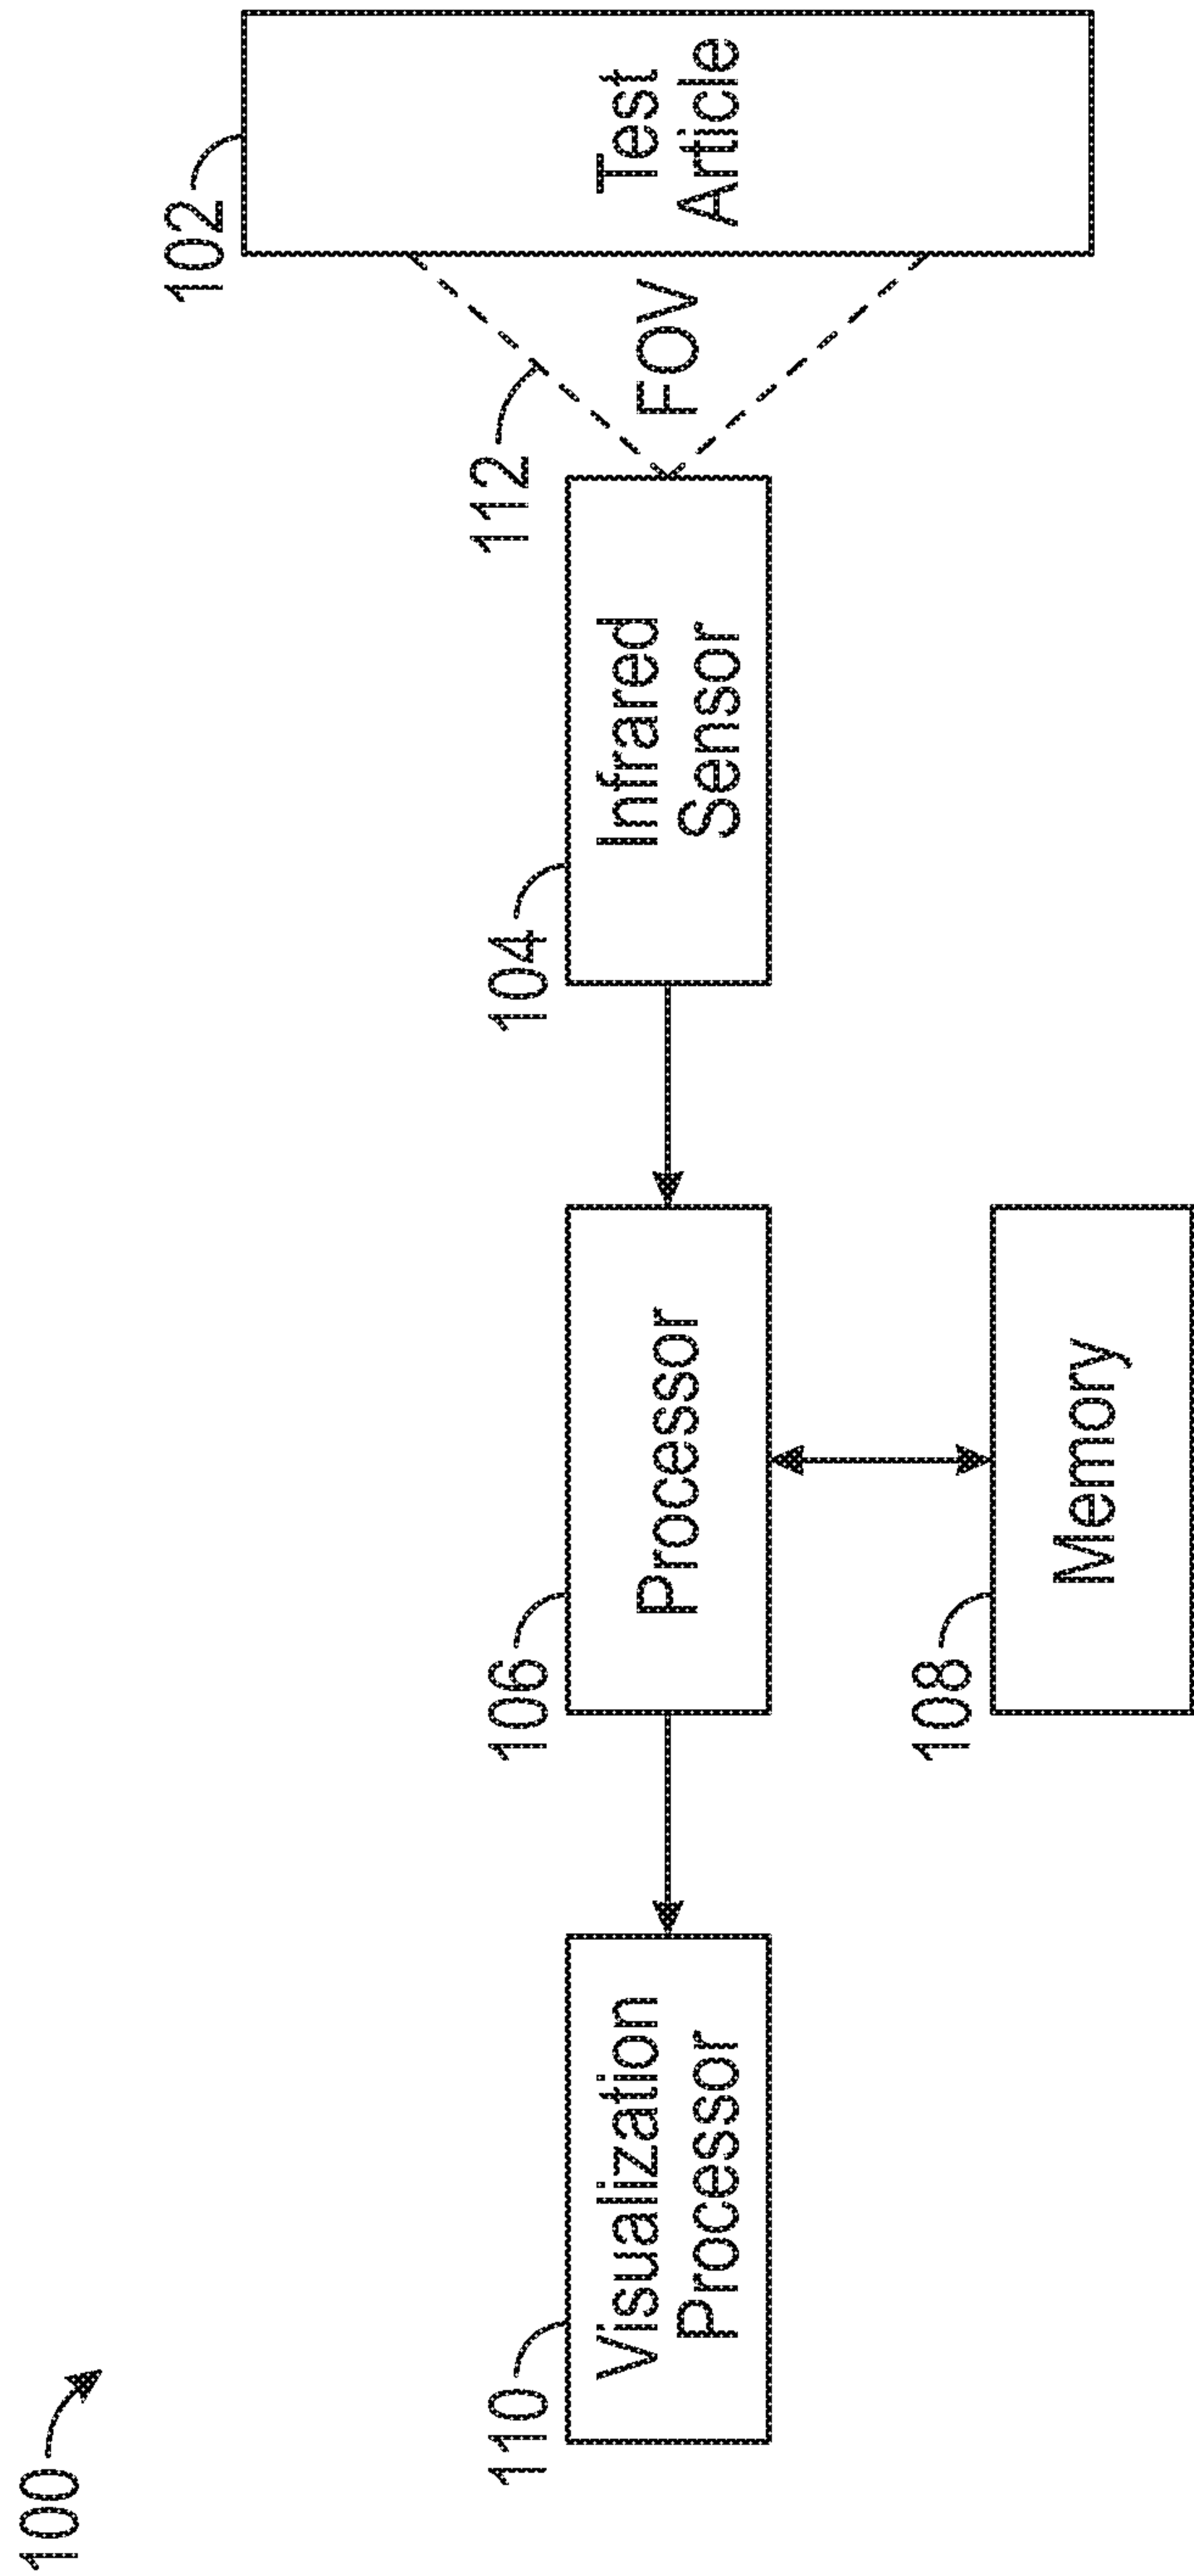 100
110
Visualization
Processor
106
Processor
108
Memory
104
Infrared
Sensor
112
FOV
102
Test
Article